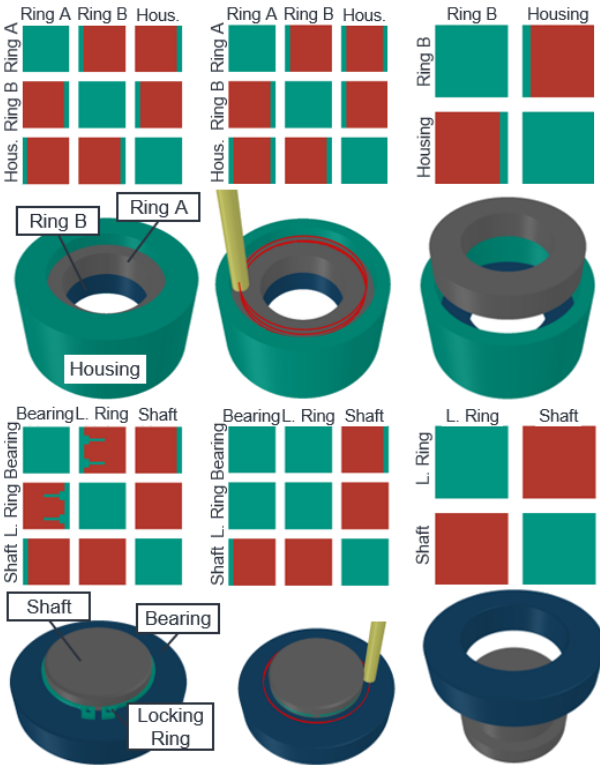 Ring A Ring B Hous.
Ring A
Ring B
Hous.
Ring A Ring B Hous.
Ring A
Ring B
Hous.
Ring B Housing
Ring B
Housing
Ring B
Ring A
Housing
Bearing L. Ring Shaft
Bearing
L. Ring
Shaft
Bearing L. Ring Shaft
Bearing
L. Ring
Shaft
L. Ring Shaft
L. Ring
Shaft
Shaft
Bearing
Locking
Ring